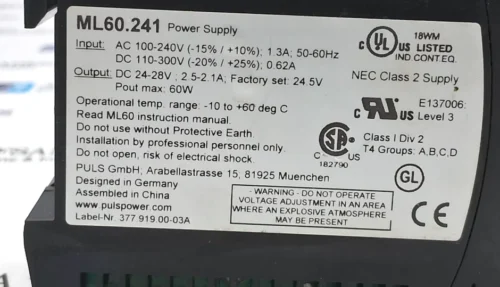 ML60.241 Power Supply
Input: AC 100-240V (-15% / +10%); 1.3A; 50-60Hz
DC 110-300V (-20% / +25%); 0.62A
Output: DC 24-28V ; 2.5-2.1A; Factory set: 24.5V
Pout max: 60W
Operational temp. range: -10 to +60 deg C
Read ML60 instruction manual.
Do not use without Protective Earth
Installation by professional personnel only.
Do not open, risk of electrical shock.
PULS GmbH, Arabellastrasse 15, 81925 Muenchen
Designed in Germany
Assembled in China
www.pulspower.com
Label-Nr. 377.919.00-03A
- WARNING - DO NOT OPERATE
VOLTAGE ADJUSTMENT IN AN AREA
WHERE AN EXPLOSIVE ATMOSPHERE
MAY BE PRESENT
18WM
C UL US LISTED
IND.CONT.EQ.
NEC Class 2 Supply
C US E137006;
Level 3
SA
C US
182790
Class I Div 2
T4 Groups: A,B,C,D
GL
CE